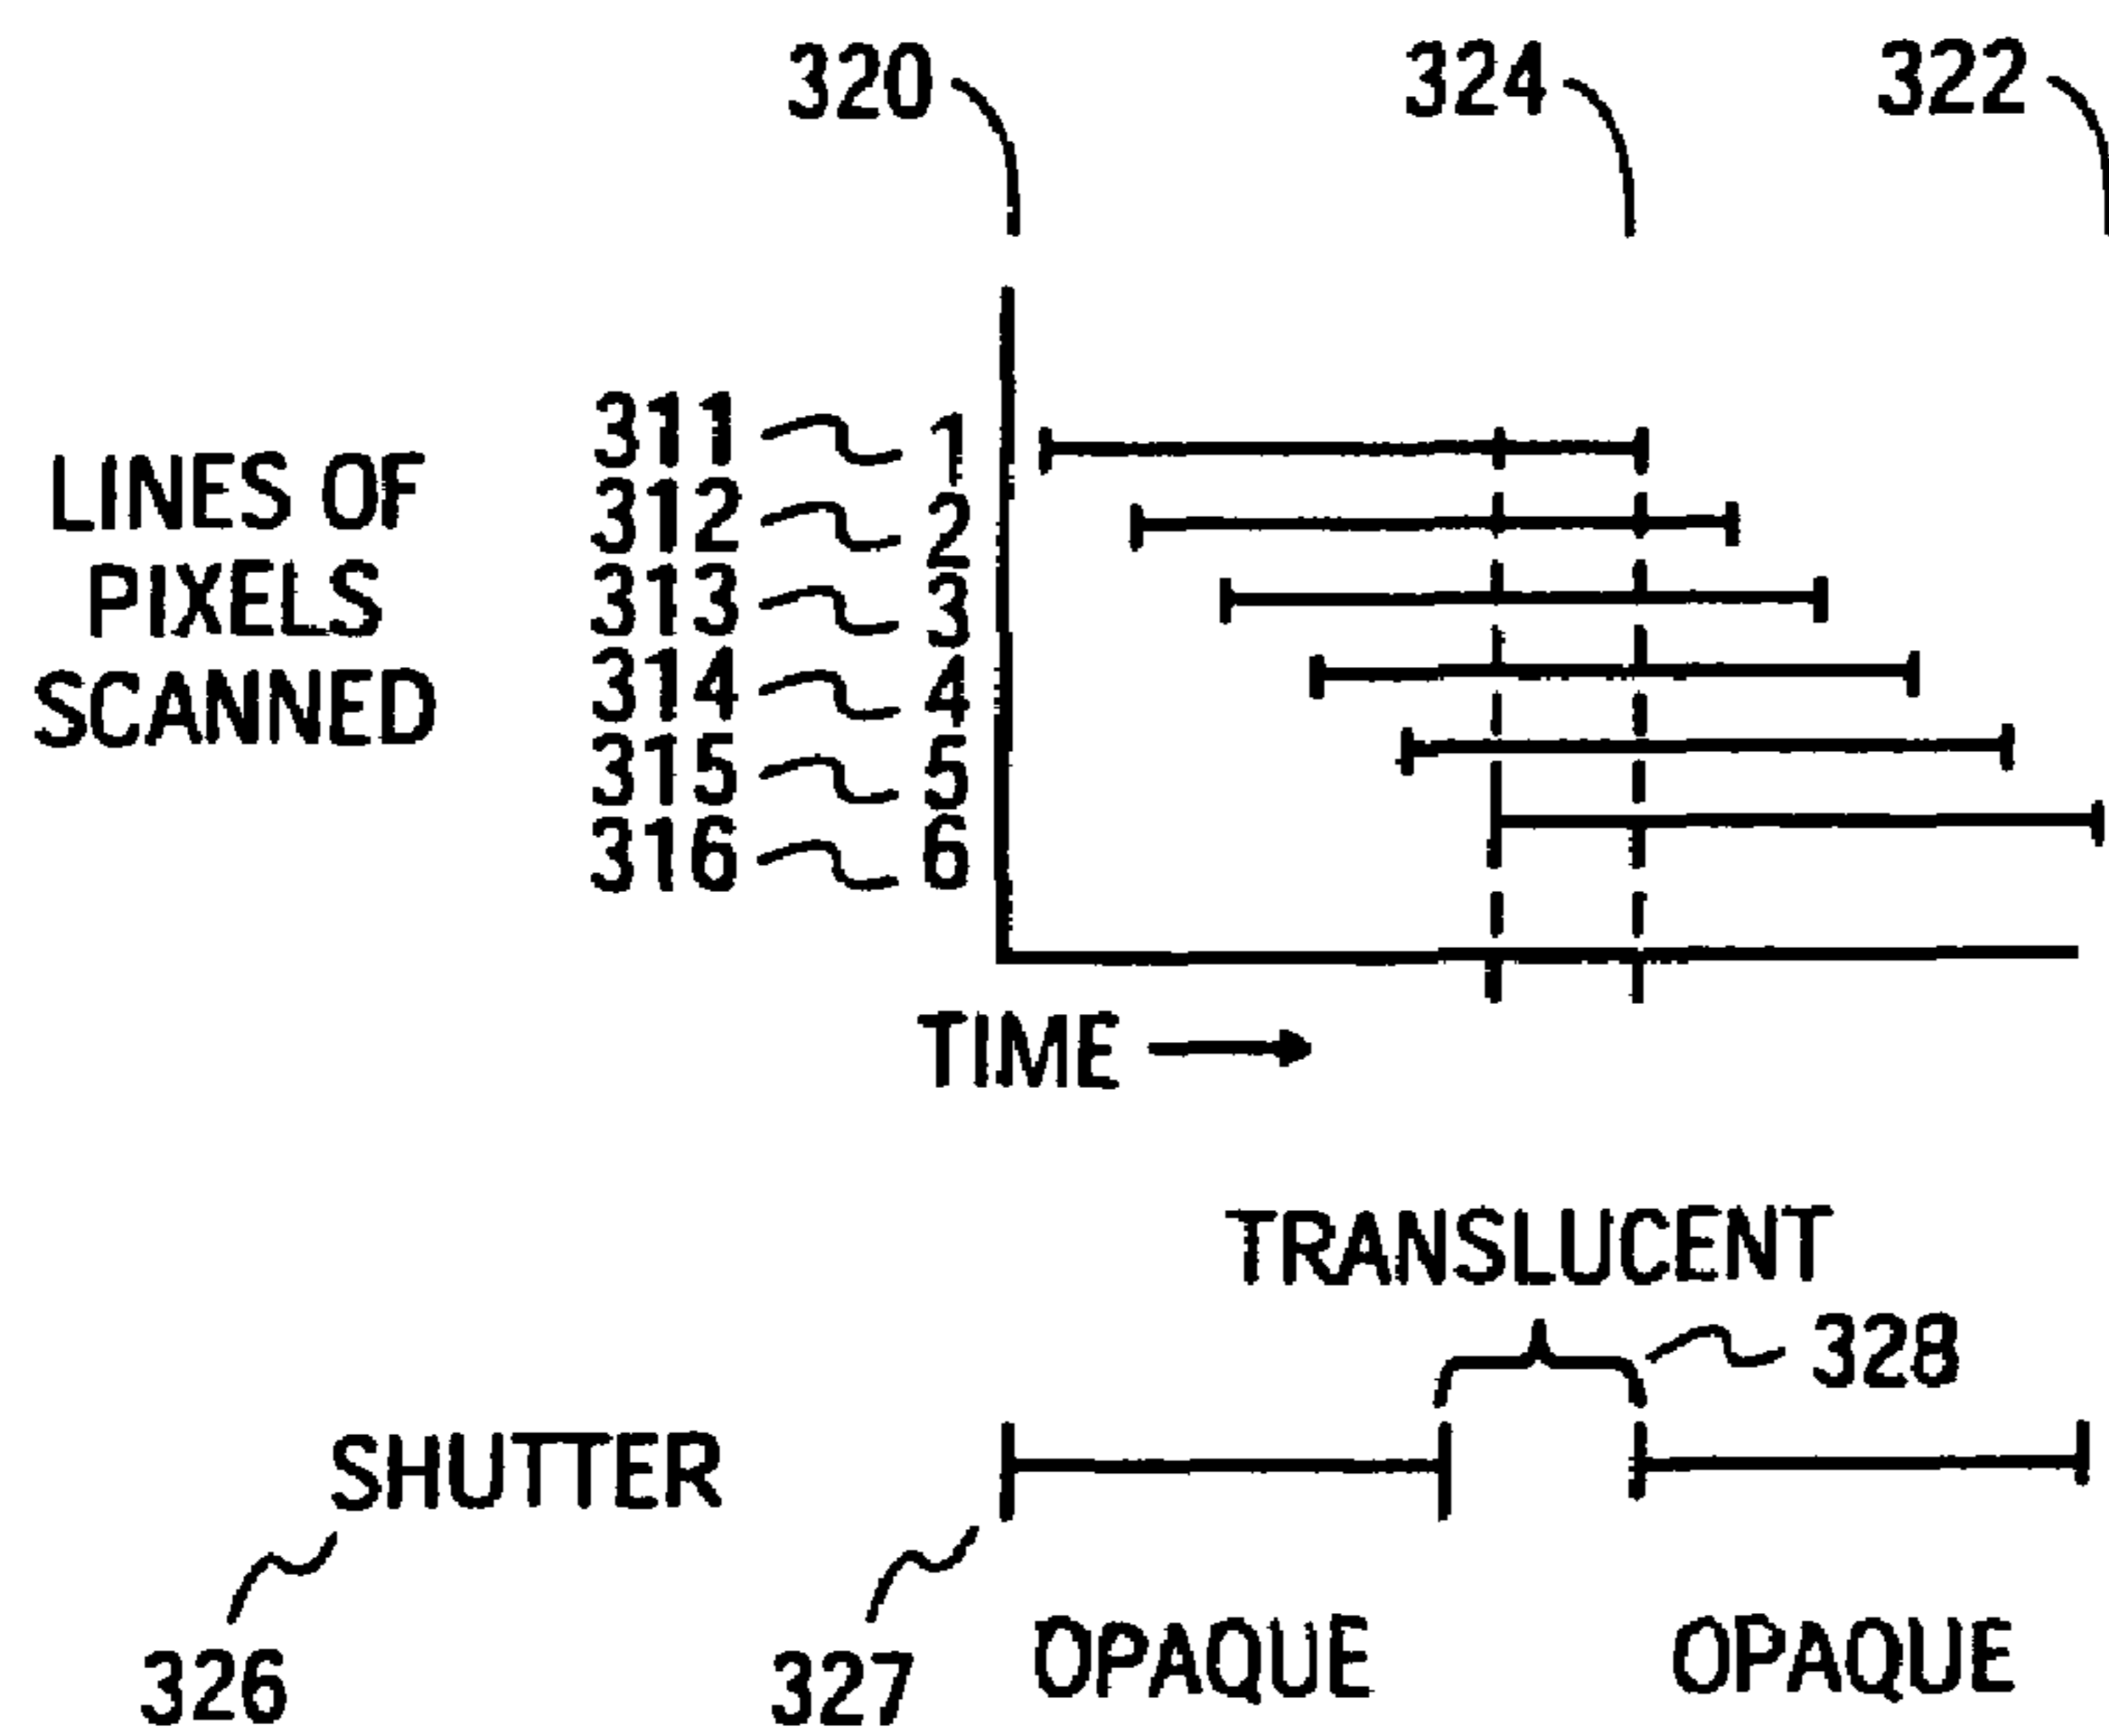 320 324 322
LINES OF
PIXELS
SCANNED
311 1
312 2
313 3
314 4
315 5
316 6
TIME
TRANSLUCENT
328
SHUTTER
326
327
OPAQUE OPAQUE